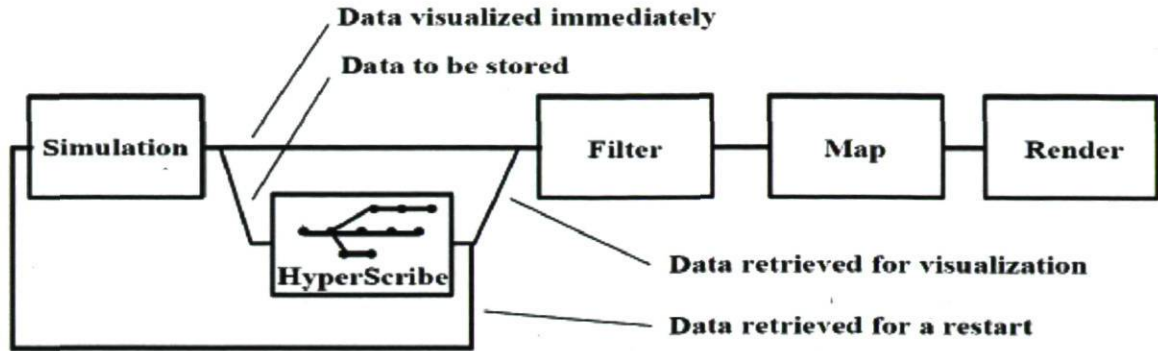 Data visualized immediately
Data to be stored
Simulation
Filter
Map
Render
HyperScribe
Data retrieved for visualization
Data retrieved for a restart